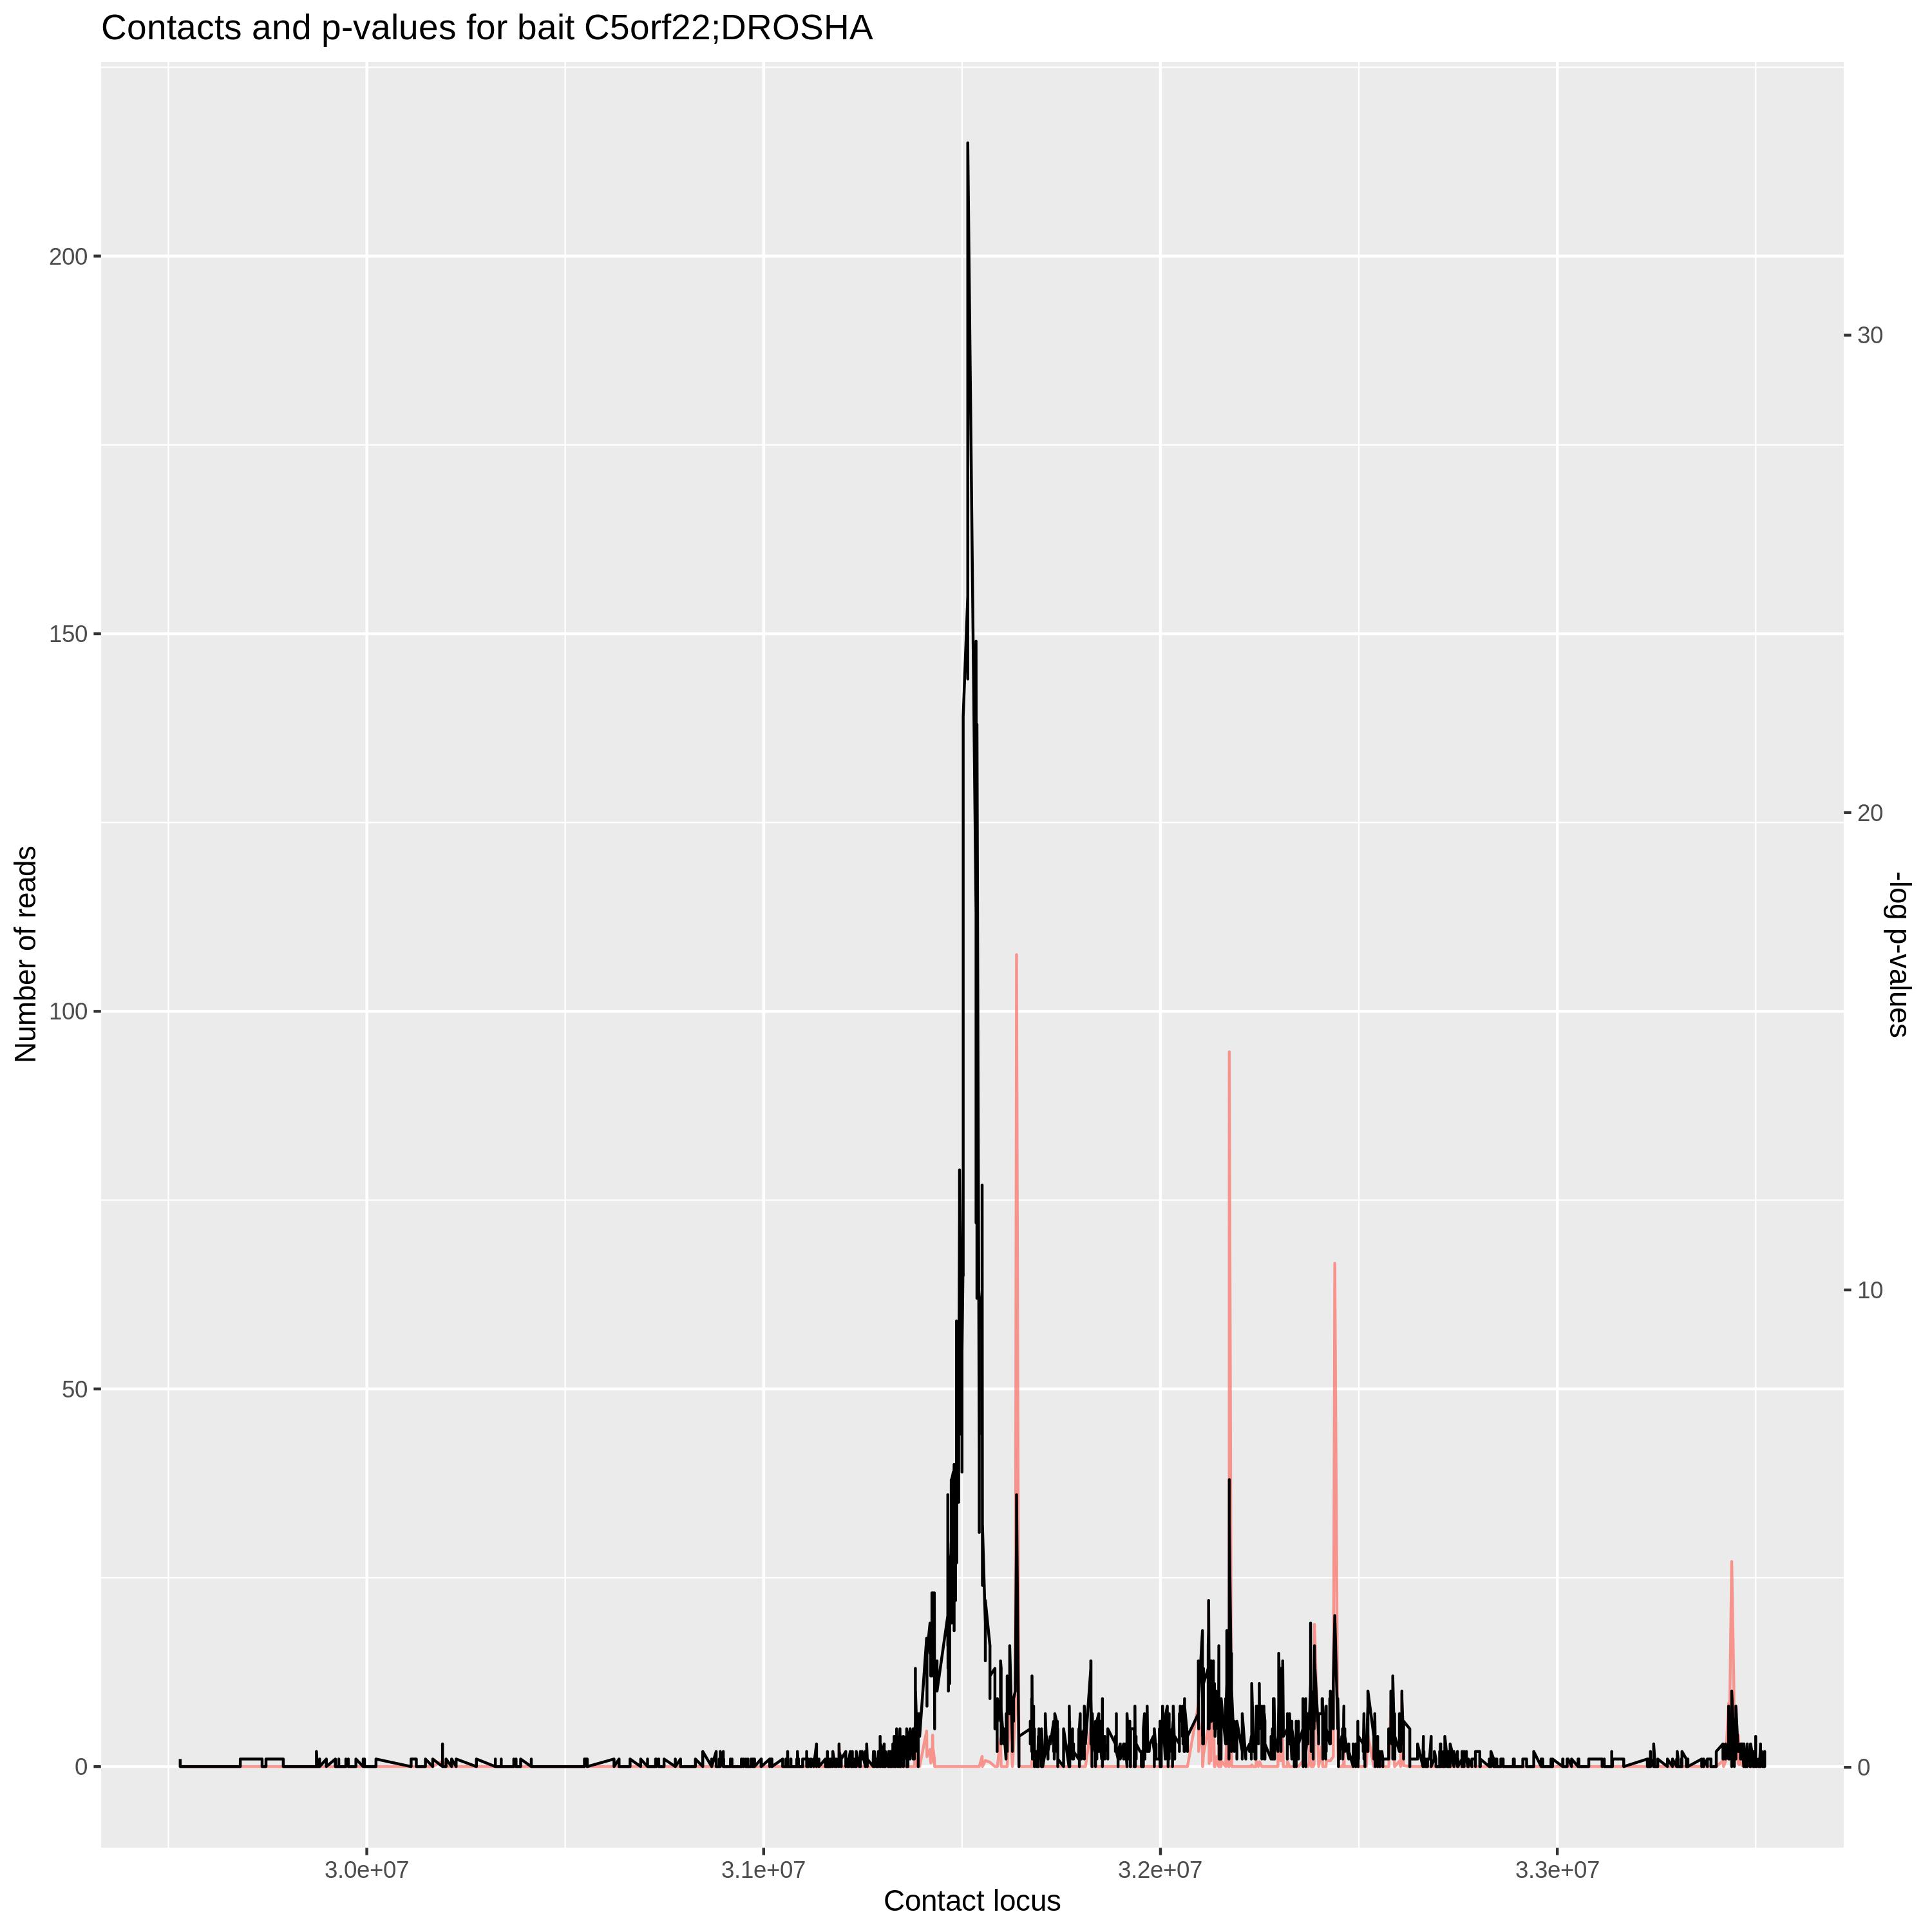 Contacts and p-values for bait C5orf22;DROSHA
200
150
100
50
0
Number of reads
30
20
10
0
-log p-values
3.0e+07
3.1e+07
3.2e+07
3.3e+07
Contact locus